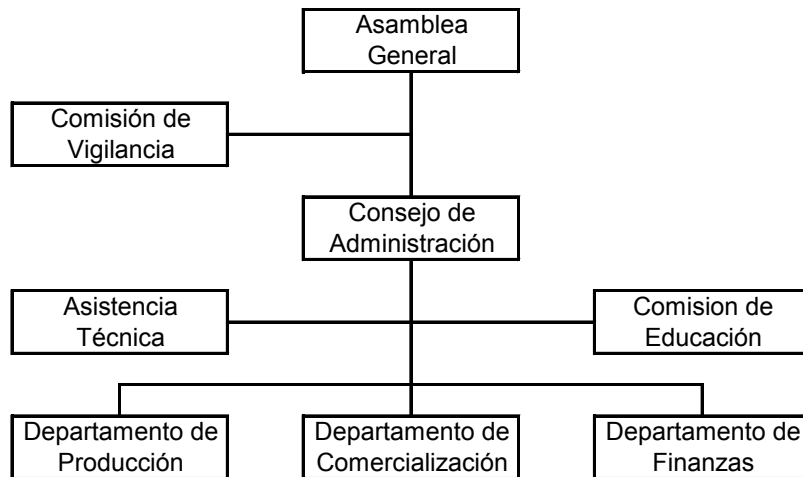 Asamblea
General
Comisión de
Vigilancia
Consejo de
Administración
Asistencia
Técnica
Comision de
Educación
Departamento de
Producción
Departamento de
Comercialización
Departamento de
Finanzas